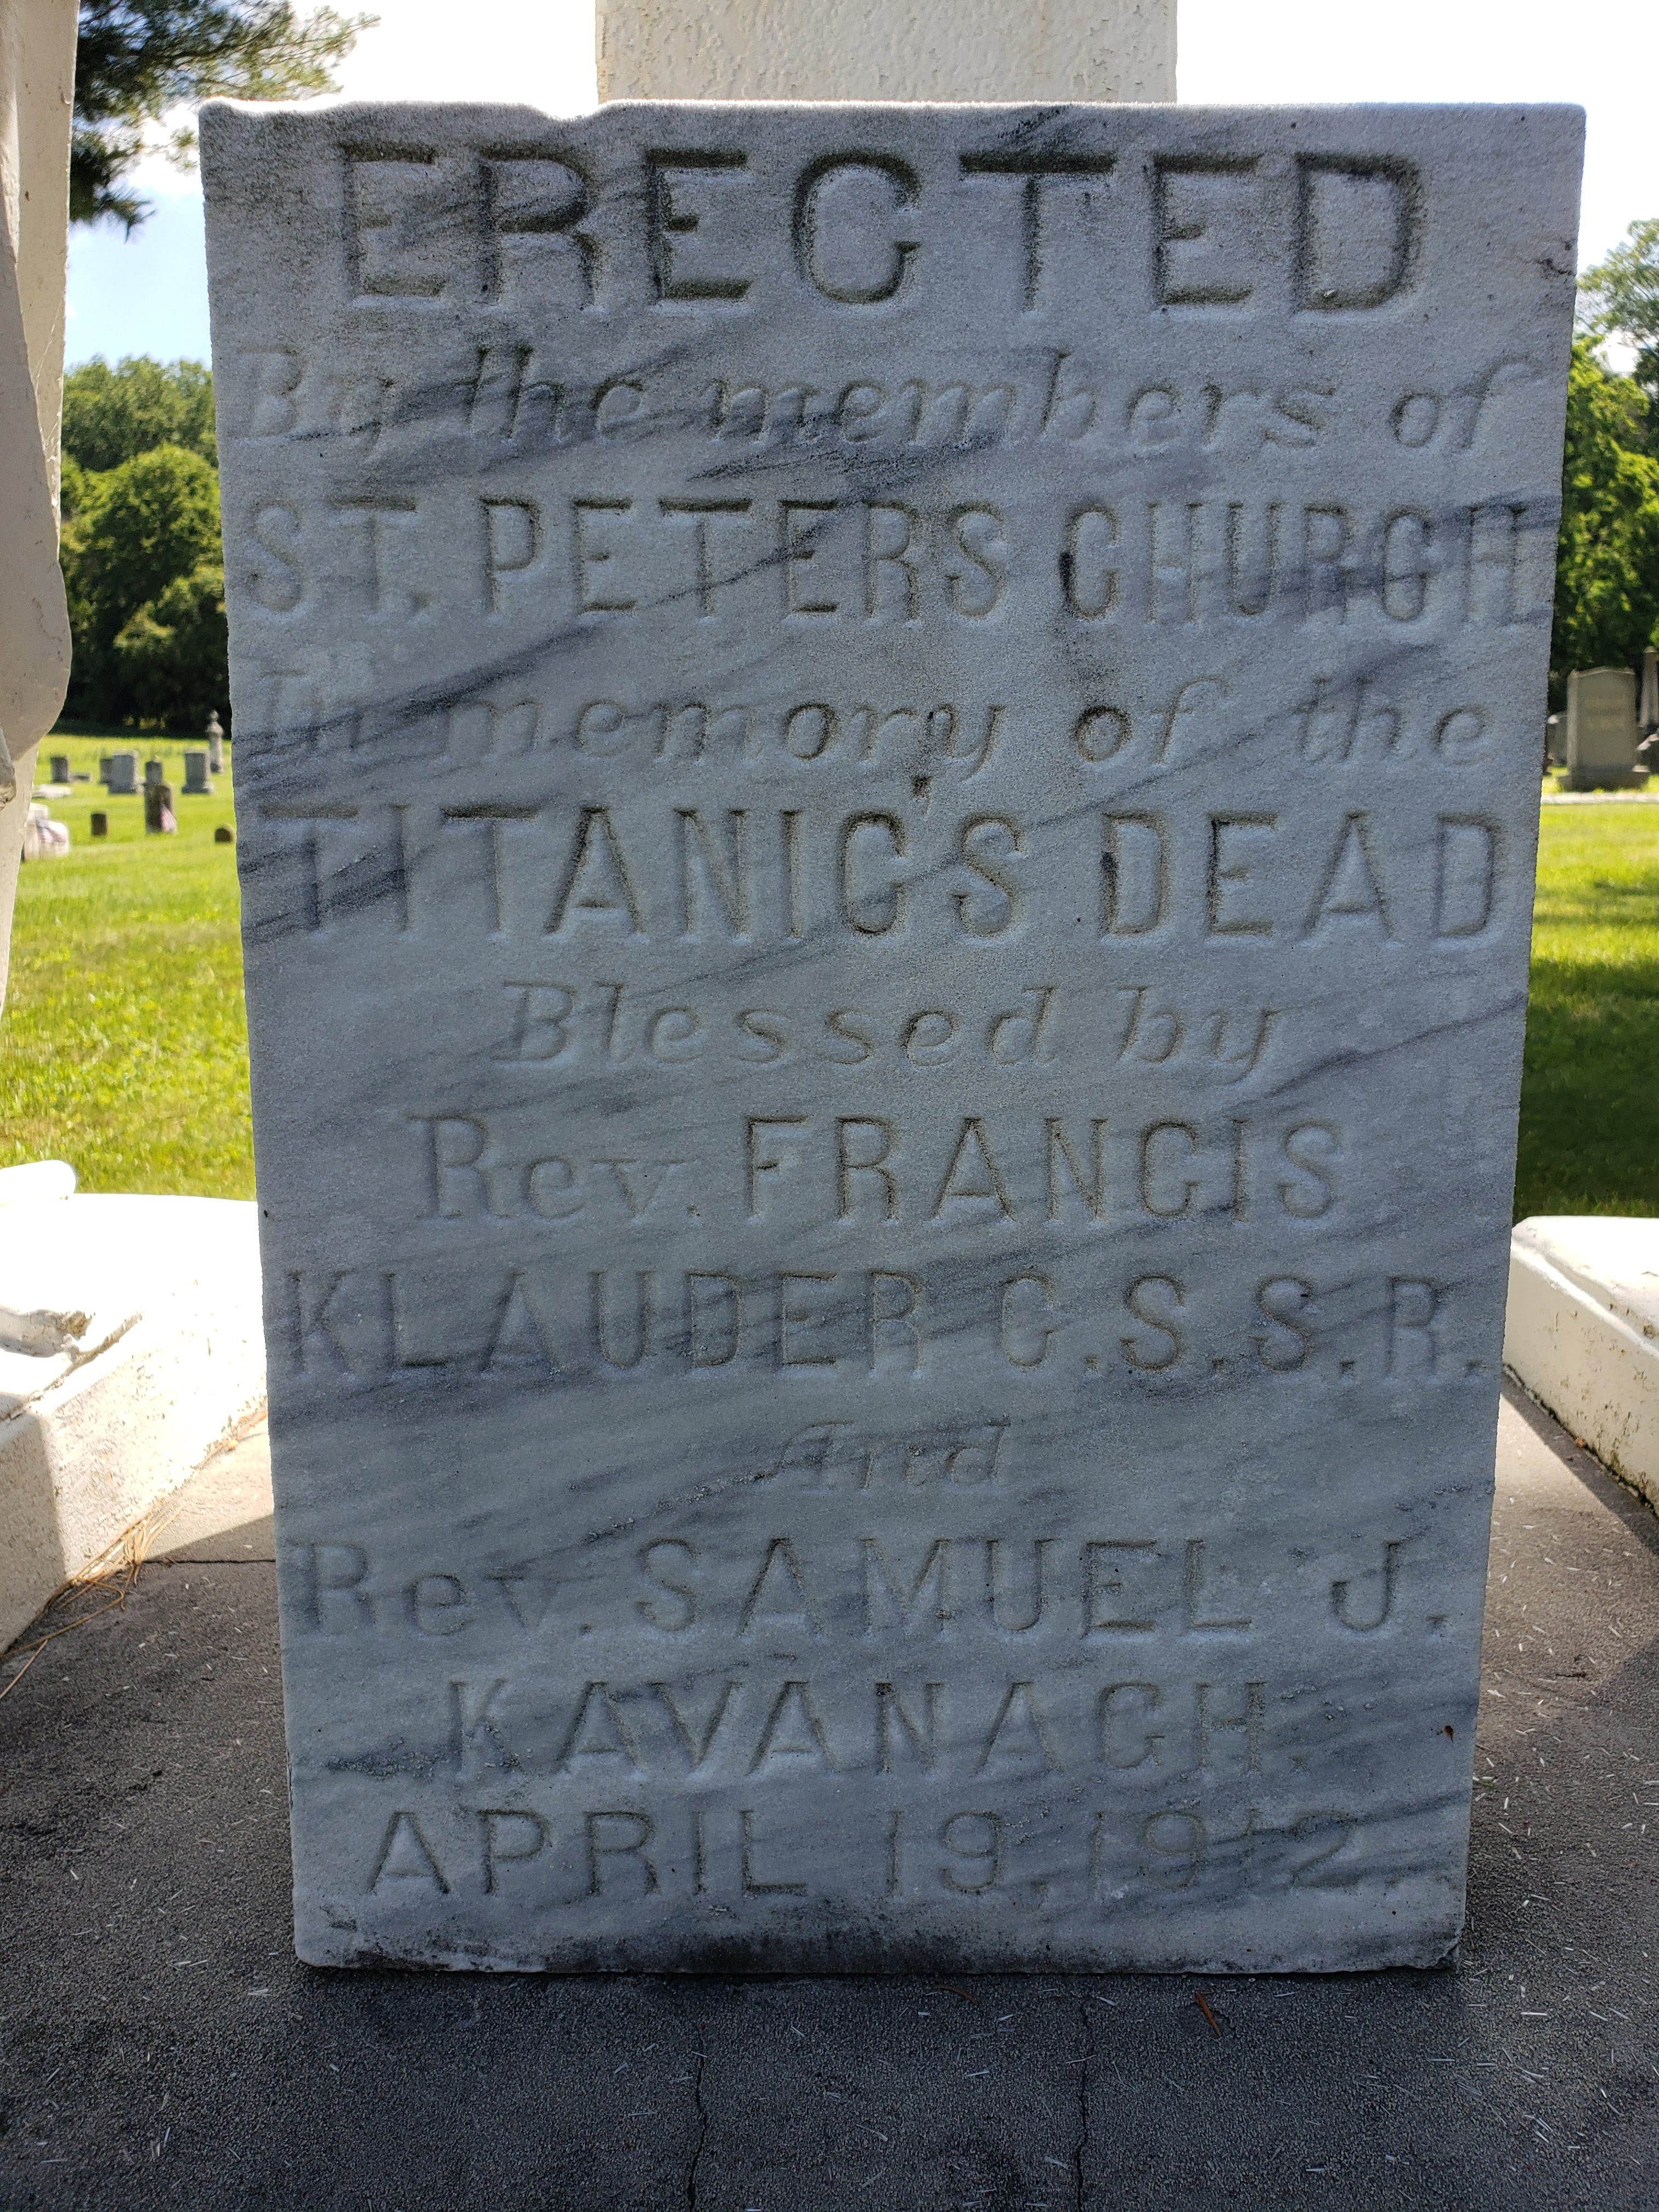 ERECTED
By the members of
ST. PETERS CHURCH
In memory of the
TITANIC'S DEAD
Blessed by
Rev. FRANCIS
KLAUDER C.S.S.R.
And
Rev. SAMUEL J.
KAVANAGH.
APRIL 19, 1912.